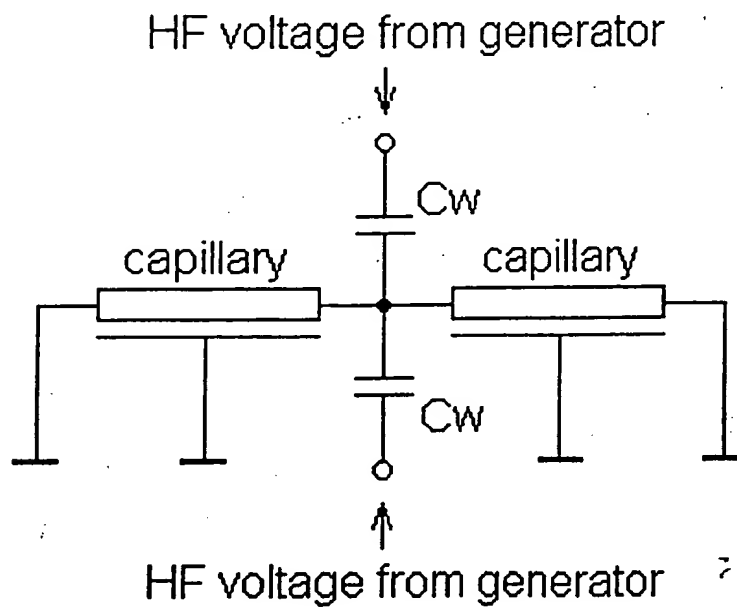 HF voltage from generator
Cw
capillary
capillary
Cw
HF voltage from generator